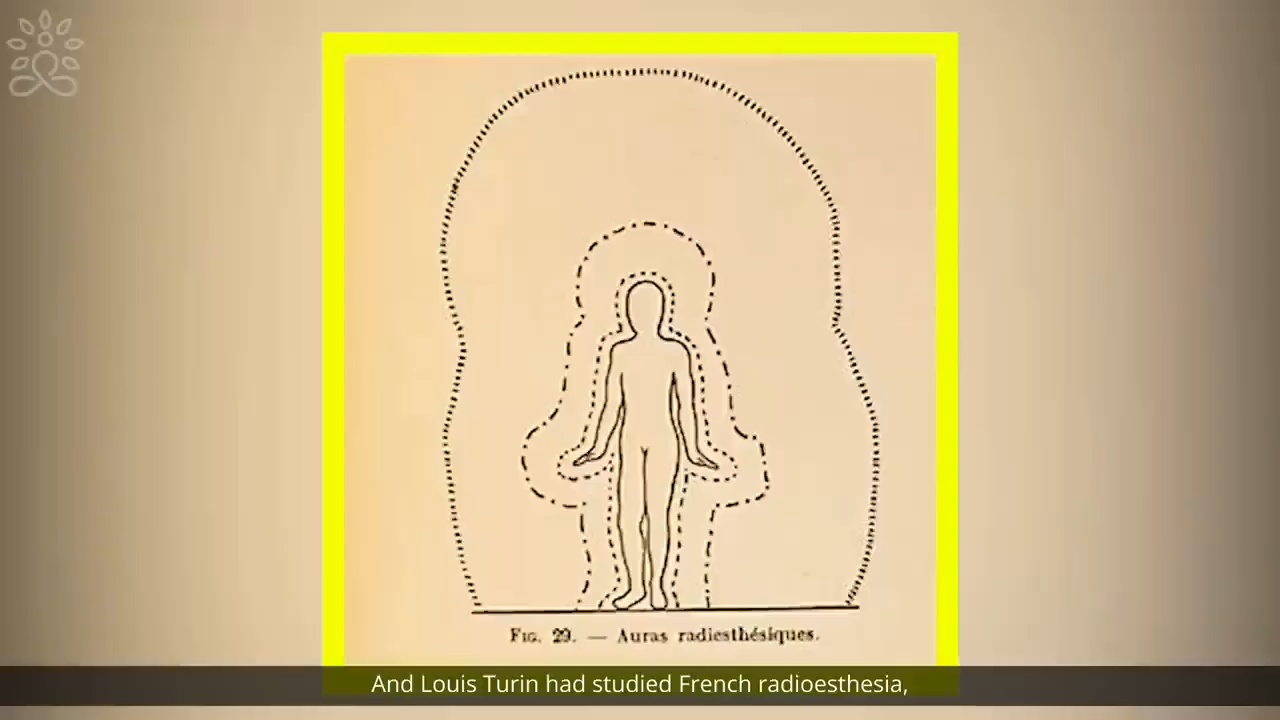 Fig. 29. — Auras radiesthésiques.
And Louis Turin had studied French radioesthesia,